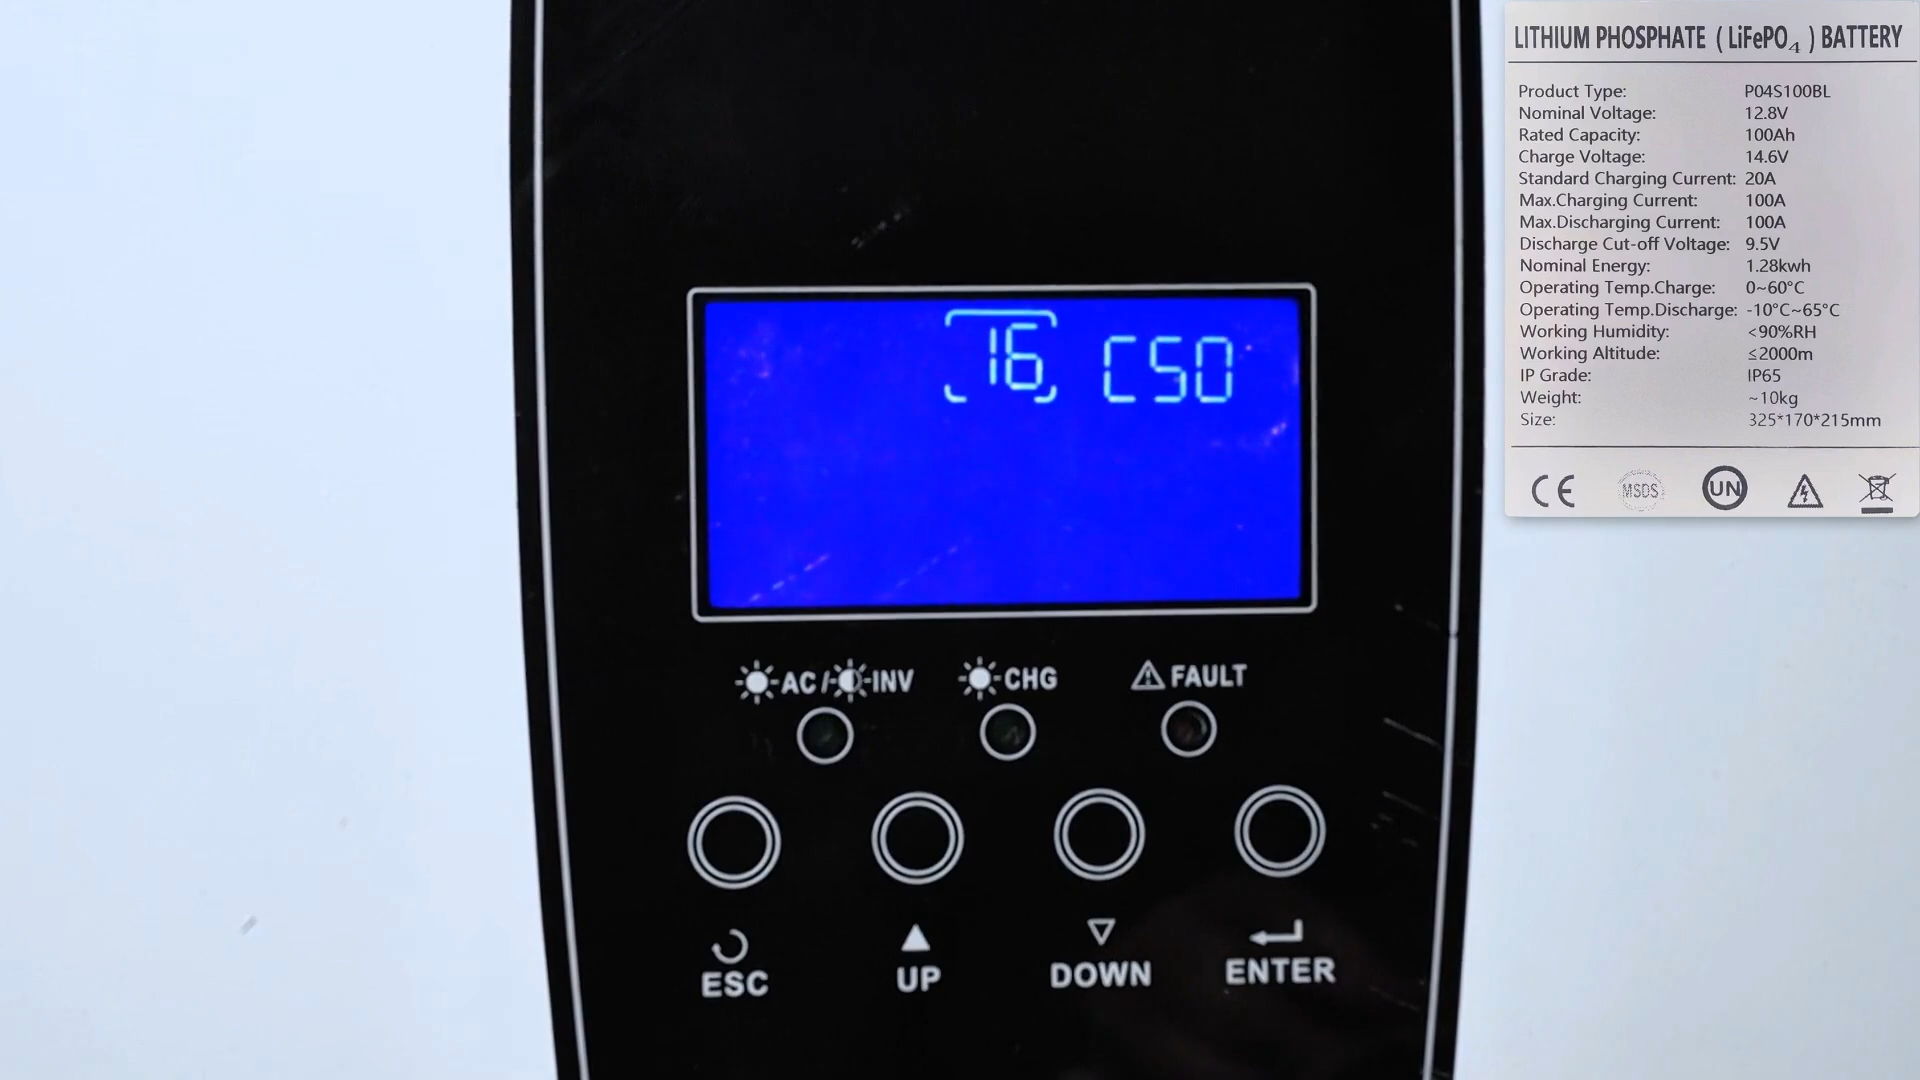 16 CSO
AC/ INV
CHG
FAULT
ESC
UP
DOWN
ENTER
LITHIUM PHOSPHATE ( LiFePO4 ) BATTERY
Product Type: P04S100BL
Nominal Voltage: 12.8V
Rated Capacity: 100Ah
Charge Voltage: 14.6V
Standard Charging Current: 20A
Max.Charging Current: 100A
Max.Discharging Current: 100A
Discharge Cut-off Voltage: 9.5V
Nominal Energy: 1.28kwh
Operating Temp.Charge: 0~60°C
Operating Temp.Discharge: -10°C~65°C
Working Humidity: <90%RH
Working Altitude: ≤2000m
IP Grade: IP65
Weight: ~10kg
Size: 325*170*215mm
CE
MSDS
UN